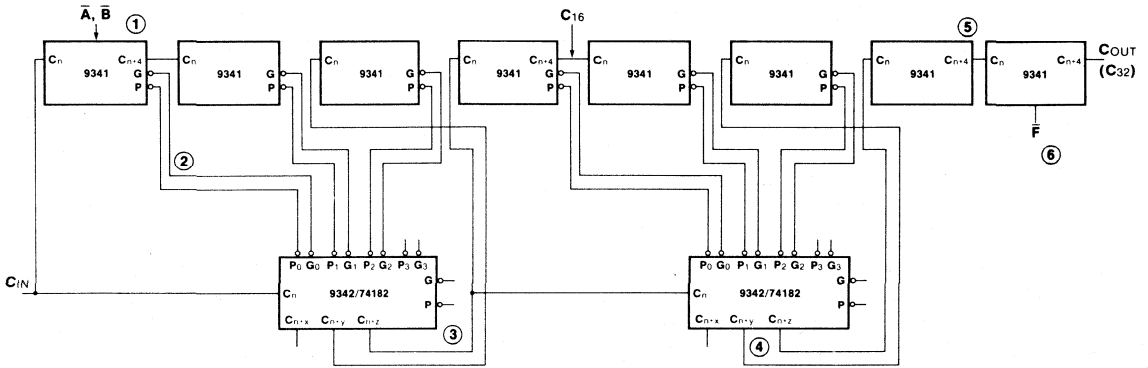 A̅, B̅ ①
C16
⑤
Cn Cn+4 9341 G P
9341 G P
Cn 9341 G P
Cn Cn+4 9341 G P
9341 G P
Cn 9341 G P
Cn Cn+4 9341
Cn+4 9341
COUT
(C32)
②
F̅
⑥
P0 G0 P1 G1 P2 G2 P3 G3
G
CIN Cn 9342/74182
P
Cn+x Cn+y Cn+z
③
P0 G0 P1 G1 P2 G2 P3 G3
G
Cn 9342/74182
P
Cn+x Cn+y Cn+z
④